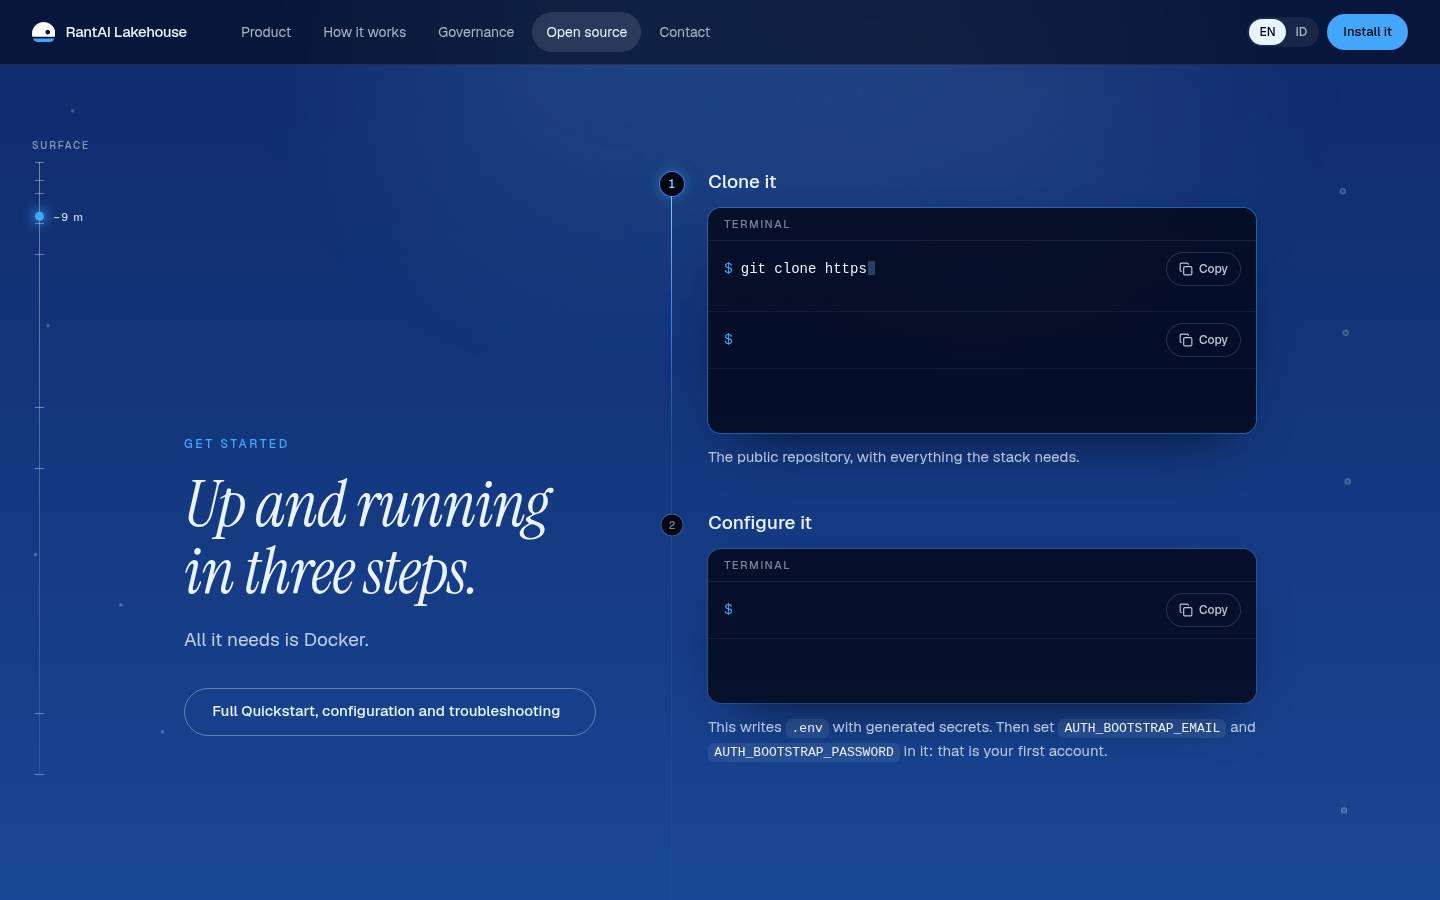 RantAI Lakehouse
Product
How it works
Governance
Open source
Contact
EN
ID
Install it
SURFACE
−9 m
GET STARTED
Up and running
in three steps.
All it needs is Docker.
Full Quickstart, configuration and troubleshooting
1
Clone it
TERMINAL
$ git clone https
Copy
$
Copy
The public repository, with everything the stack needs.
2
Configure it
TERMINAL
$
Copy
This writes .env with generated secrets. Then set AUTH_BOOTSTRAP_EMAIL and
AUTH_BOOTSTRAP_PASSWORD in it: that is your first account.